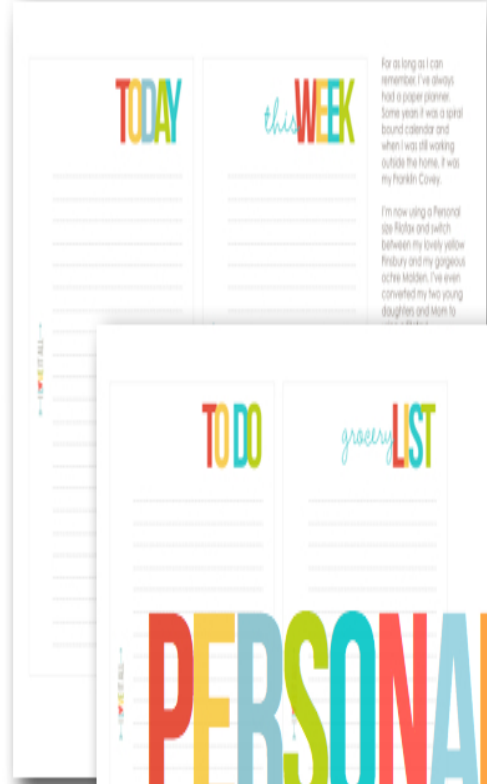 TODAY
this WEEK
For as long as I can
remember, I've always
had a paper planner.
Some years it was a spiral
bound calendar and
when I was still working
outside the home, it was
my Franklin Covey.
I'm now using a Personal
size Filofax and switch
between my lovely yellow
Finsbury and my gorgeous
ochre Malden. I've even
converted my two young
daughters and Mom to
TO DO
grocery LIST
PERSONA